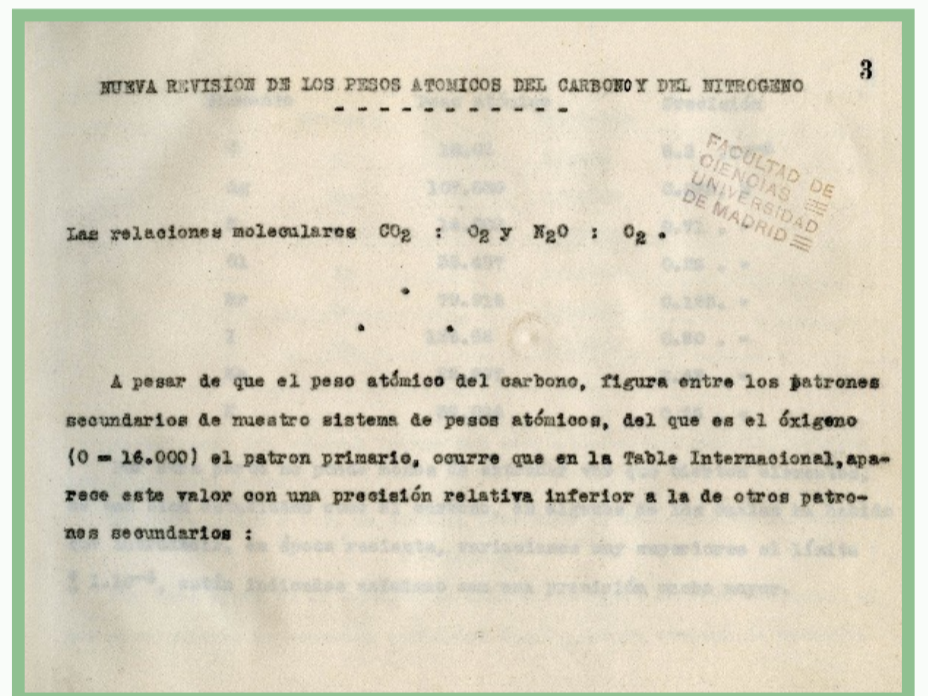 3
NUEVA REVISION DE LOS PESOS ATOMICOS DEL CARBONO Y DEL NITROGENO
- - - - - - - - - - -
FACULTAD DE
CIENCIAS
UNIVERSIDAD
DE MADRID
Las relaciones moleculares CO₂ : O₂ y N₂O : O₂ .
A pesar de que el peso atómico del carbono, figura entre los patrones
secundarios de nuestro sistema de pesos atómicos, del que es el óxigeno
(O = 16.000) el patron primario, ocurre que en la Table Internacional,apa-
rece este valor con una precisión relativa inferior a la de otros patro-
nes secundarios :